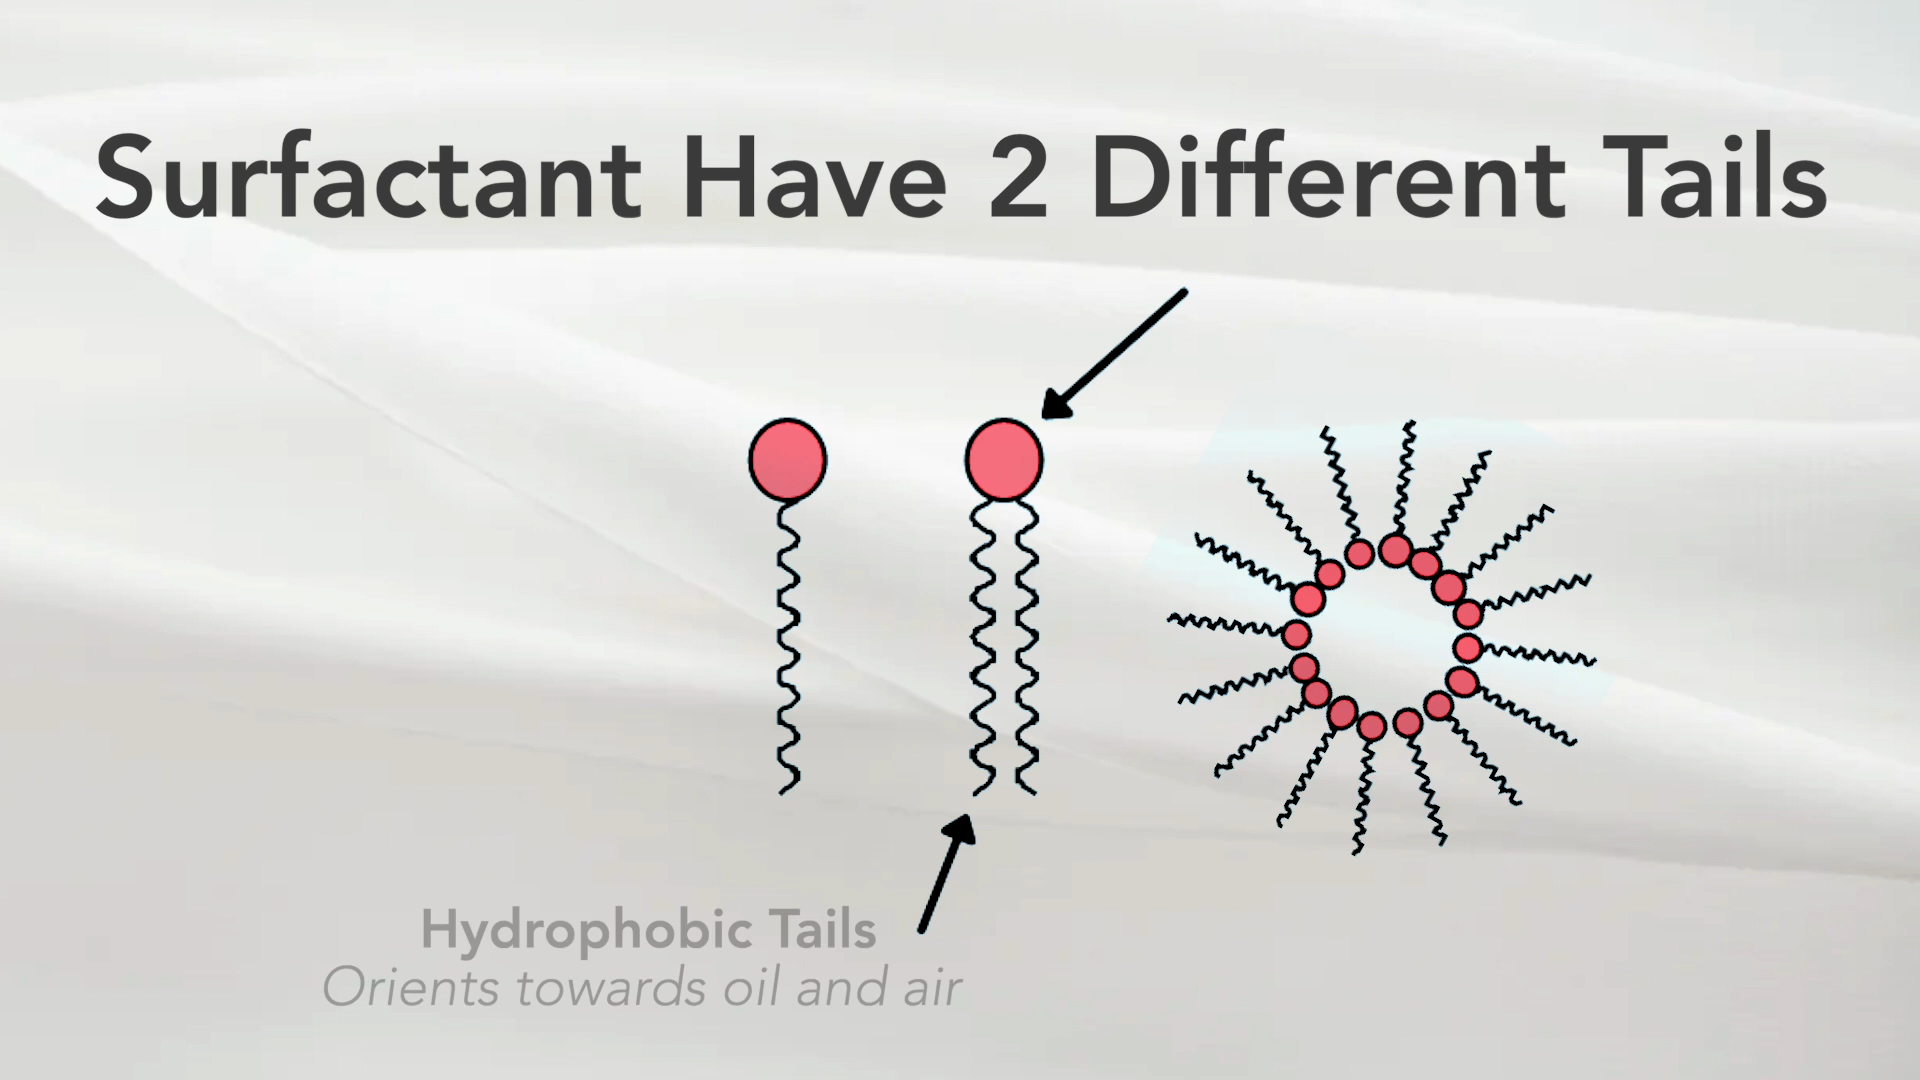 Surfactant Have 2 Different Tails
Hydrophobic Tails
Orients towards oil and air